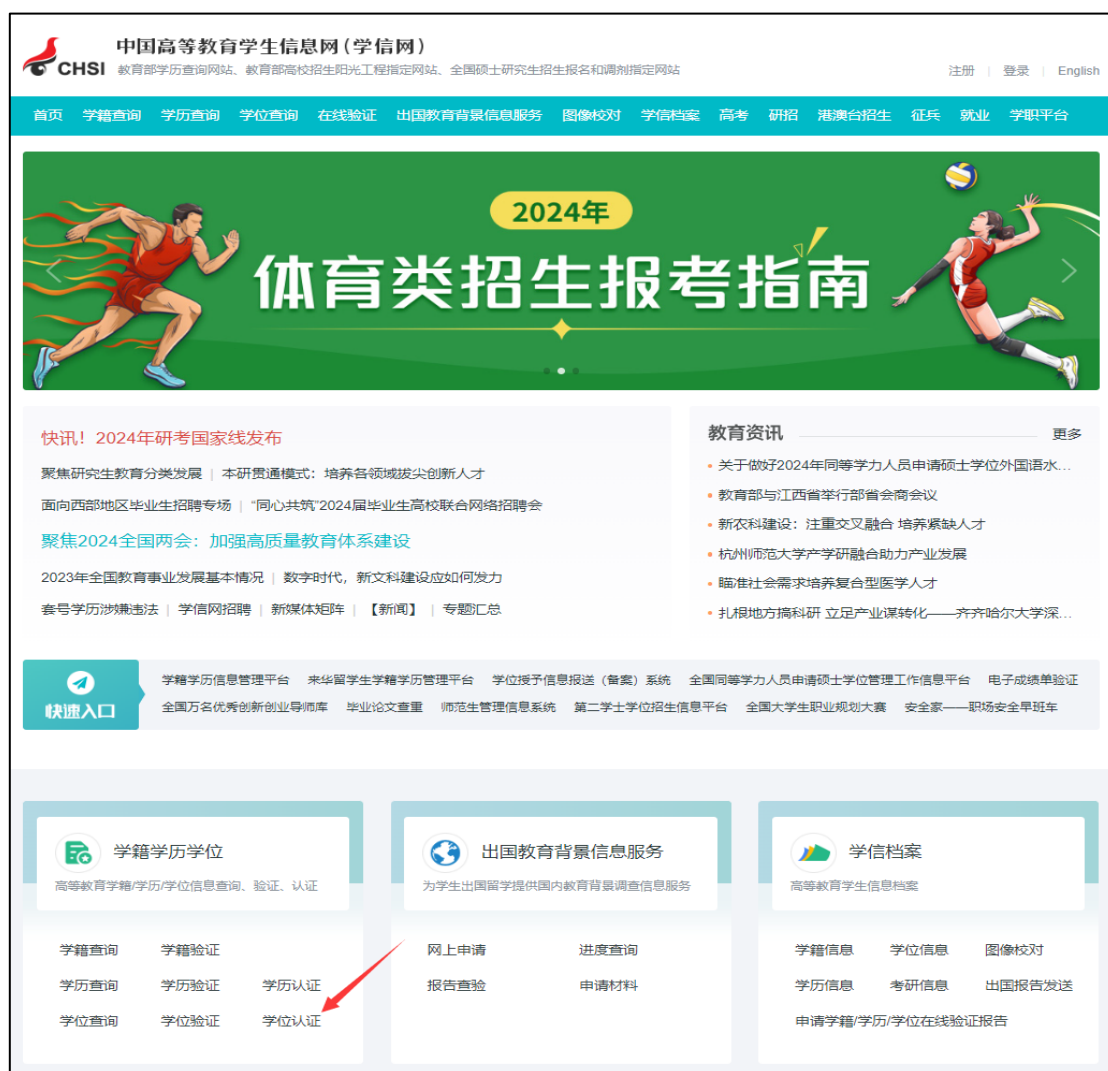 中国高等教育学生信息网(学信网)
CHSI 教育部学历查询网站、教育部高校招生阳光工程指定网站、全国硕士研究生招生报名和调剂指定网站
注册 | 登录 | English
首页 学籍查询 学历查询 学位查询 在线验证 出国教育背景信息服务 图像校对 学信档案 高考 研招 港澳台招生 征兵 就业 学职平台
2024年
体育类招生报考指南
快讯！2024年研考国家线发布
聚焦研究生教育分类发展 | 本研贯通模式：培养各领域拔尖创新人才
面向西部地区毕业生招聘专场 | “同心共筑”2024届毕业生高校联合网络招聘会
聚焦2024全国两会：加强高质量教育体系建设
2023年全国教育事业发展基本情况 | 数字时代，新文科建设应如何发力
套号学历涉嫌违法 | 学信网招聘 | 新媒体矩阵 | 【新闻】 | 专题汇总
教育资讯 更多
关于做好2024年同等学力人员申请硕士学位外国语水...
教育部与江西省举行部省会商会议
新农科建设：注重交叉融合 培养紧缺人才
杭州师范大学产学研融合助力产业发展
瞄准社会需求培养复合型医学人才
扎根地方搞科研 立足产业谋转化——齐齐哈尔大学深...
快速入口
学籍学历信息管理平台 来华留学生学籍学历管理平台 学位授予信息报送（备案）系统 全国同等学力人员申请硕士学位管理工作信息平台 电子成绩单验证
全国万名优秀创新创业导师库 毕业论文查重 师范生管理信息系统 第二学士学位招生信息平台 全国大学生职业规划大赛 安全家——职场安全早班车
学籍学历学位
高等教育学籍/学历/学位信息查询、验证、认证
学籍查询 学籍验证
学历查询 学历验证 学历认证
学位查询 学位验证 学位认证
出国教育背景信息服务
为学生出国留学提供国内教育背景调查信息服务
网上申请 进度查询
报告查验 申请材料
学信档案
高等教育学生信息档案
学籍信息 学位信息 图像校对
学历信息 考研信息 出国报告发送
申请学籍/学历/学位在线验证报告